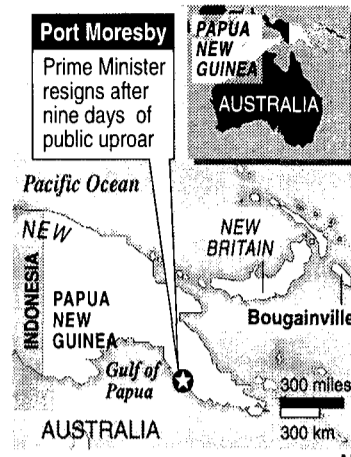 Port Moresby
Prime Minister
resigns after
nine days of
public uproar
PAPUA
NEW
GUINEA
AUSTRALIA
Pacific Ocean
NEW
INDONESIA
PAPUA
NEW
GUINEA
NEW
BRITAIN
Bougainville
Gulf of
Papua
AUSTRALIA
300 miles
300 km